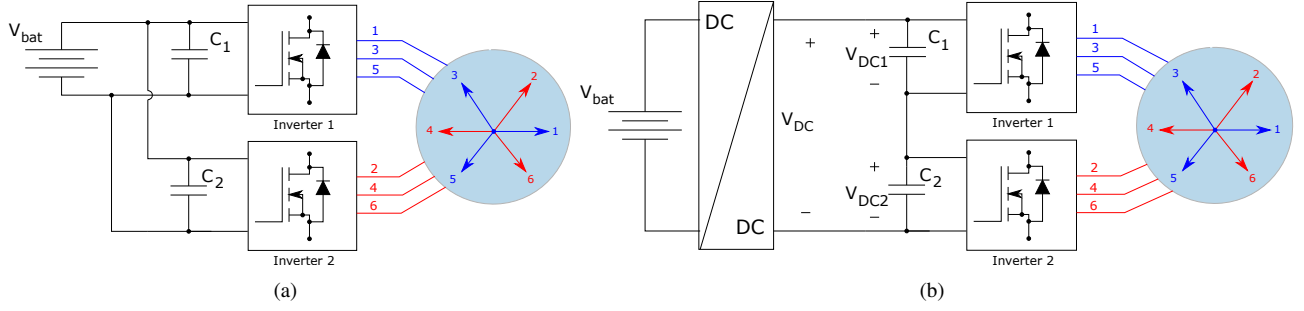 V_bat
C_1
Inverter 1
1
3
5
3
2
4
1
5
6
C_2
Inverter 2
2
4
6
(a)
V_bat
DC
DC
+
V_DC
−
+
V_DC1
−
C_1
+
V_DC2
−
C_2
Inverter 1
1
3
5
3
2
4
1
5
6
Inverter 2
2
4
6
(b)